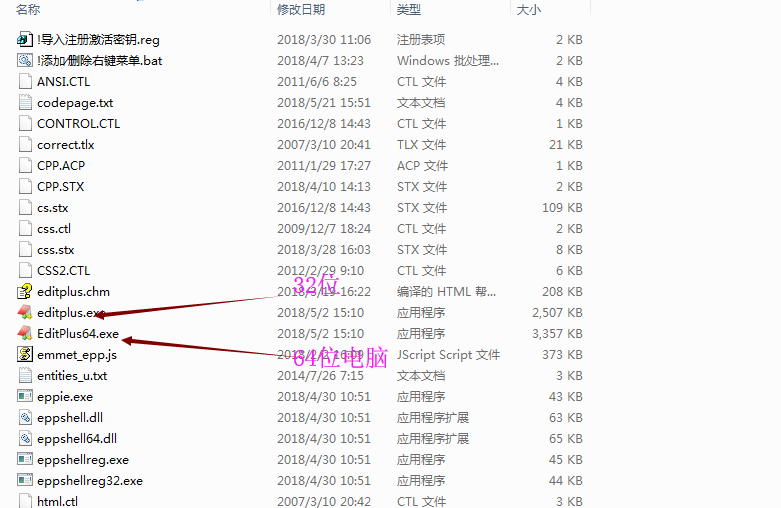 名称 修改日期 类型 大小
!导入注册激活密钥.reg 2018/3/30 11:06 注册表项 2 KB
!添加/删除右键菜单.bat 2018/4/7 13:23 Windows 批处理... 2 KB
ANSI.CTL 2011/6/6 8:25 CTL 文件 4 KB
codepage.txt 2018/5/21 15:51 文本文档 4 KB
CONTROL.CTL 2016/12/8 14:43 CTL 文件 1 KB
correct.tlx 2007/3/10 20:41 TLX 文件 21 KB
CPP.ACP 2011/1/29 17:27 ACP 文件 1 KB
CPP.STX 2018/4/10 14:13 STX 文件 2 KB
cs.stx 2016/12/8 14:43 STX 文件 109 KB
css.ctl 2009/12/7 18:24 CTL 文件 2 KB
css.stx 2018/3/28 16:03 STX 文件 8 KB
CSS2.CTL 2012/2/29 9:10 CTL 文件 6 KB
32位
editplus.chm 2018/3/19 16:22 编译的 HTML 帮... 208 KB
editplus.exe 2018/5/2 15:10 应用程序 2,507 KB
EditPlus64.exe 2018/5/2 15:10 应用程序 3,357 KB
emmet_epp.js 2018/2/2 16:09 JScript Script 文件 373 KB
64位电脑
entities_u.txt 2014/7/26 7:15 文本文档 3 KB
eppie.exe 2018/4/30 10:51 应用程序 43 KB
eppshell.dll 2018/4/30 10:51 应用程序扩展 63 KB
eppshell64.dll 2018/4/30 10:51 应用程序扩展 65 KB
eppshellreg.exe 2018/4/30 10:51 应用程序 45 KB
eppshellreg32.exe 2018/4/30 10:51 应用程序 44 KB
html.ctl 2007/3/10 20:42 CTL 文件 3 KB